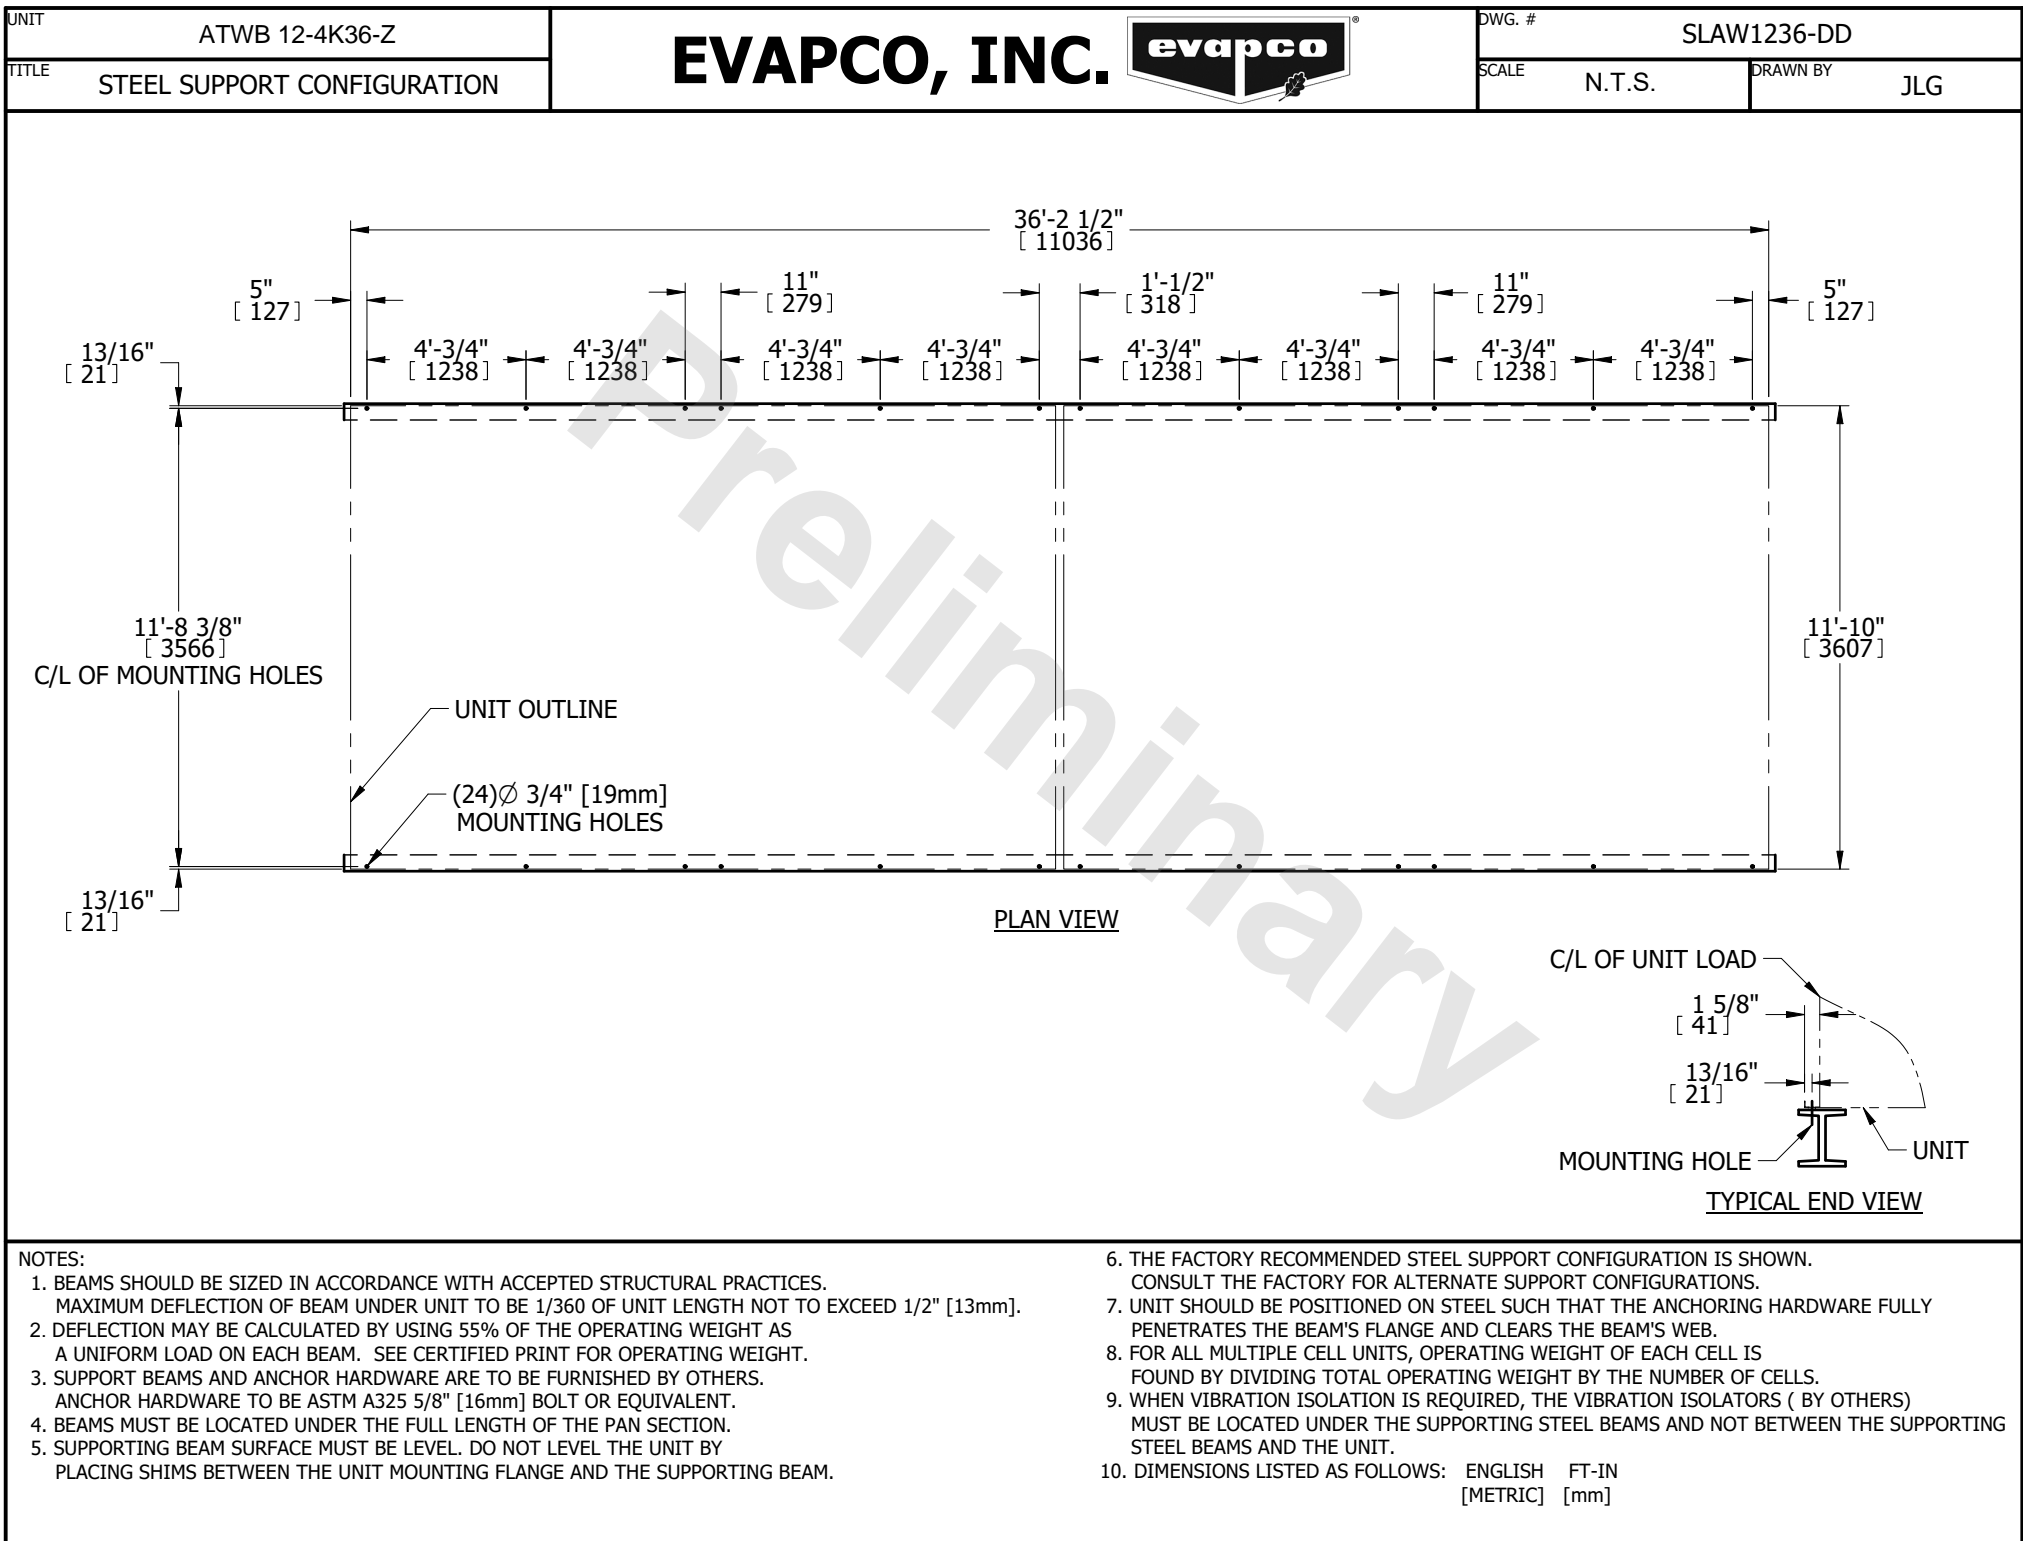 UNIT
ATWB 12-4K36-Z
TITLE
STEEL SUPPORT CONFIGURATION
EVAPCO, INC.
evapco
®
DWG. #
SLAW1236-DD
SCALE
N.T.S.
DRAWN BY
JLG
36'-2 1/2"
[ 11036 ]
5"
[ 127 ]
11"
[ 279 ]
1'-1/2"
[ 318 ]
11"
[ 279 ]
5"
[ 127 ]
13/16"
[ 21 ]
4'-3/4"
[ 1238 ]
4'-3/4"
[ 1238 ]
4'-3/4"
[ 1238 ]
4'-3/4"
[ 1238 ]
4'-3/4"
[ 1238 ]
4'-3/4"
[ 1238 ]
4'-3/4"
[ 1238 ]
4'-3/4"
[ 1238 ]
Preliminary
11'-8 3/8"
[ 3566 ]
C/L OF MOUNTING HOLES
11'-10"
[ 3607 ]
UNIT OUTLINE
(24)∅ 3/4" [19mm]
MOUNTING HOLES
13/16"
[ 21 ]
PLAN VIEW
C/L OF UNIT LOAD
1 5/8"
[ 41 ]
13/16"
[ 21 ]
MOUNTING HOLE
UNIT
TYPICAL END VIEW
NOTES:
1. BEAMS SHOULD BE SIZED IN ACCORDANCE WITH ACCEPTED STRUCTURAL PRACTICES.
MAXIMUM DEFLECTION OF BEAM UNDER UNIT TO BE 1/360 OF UNIT LENGTH NOT TO EXCEED 1/2" [13mm].
2. DEFLECTION MAY BE CALCULATED BY USING 55% OF THE OPERATING WEIGHT AS
A UNIFORM LOAD ON EACH BEAM. SEE CERTIFIED PRINT FOR OPERATING WEIGHT.
3. SUPPORT BEAMS AND ANCHOR HARDWARE ARE TO BE FURNISHED BY OTHERS.
ANCHOR HARDWARE TO BE ASTM A325 5/8" [16mm] BOLT OR EQUIVALENT.
4. BEAMS MUST BE LOCATED UNDER THE FULL LENGTH OF THE PAN SECTION.
5. SUPPORTING BEAM SURFACE MUST BE LEVEL. DO NOT LEVEL THE UNIT BY
PLACING SHIMS BETWEEN THE UNIT MOUNTING FLANGE AND THE SUPPORTING BEAM.
6. THE FACTORY RECOMMENDED STEEL SUPPORT CONFIGURATION IS SHOWN.
CONSULT THE FACTORY FOR ALTERNATE SUPPORT CONFIGURATIONS.
7. UNIT SHOULD BE POSITIONED ON STEEL SUCH THAT THE ANCHORING HARDWARE FULLY
PENETRATES THE BEAM'S FLANGE AND CLEARS THE BEAM'S WEB.
8. FOR ALL MULTIPLE CELL UNITS, OPERATING WEIGHT OF EACH CELL IS
FOUND BY DIVIDING TOTAL OPERATING WEIGHT BY THE NUMBER OF CELLS.
9. WHEN VIBRATION ISOLATION IS REQUIRED, THE VIBRATION ISOLATORS ( BY OTHERS)
MUST BE LOCATED UNDER THE SUPPORTING STEEL BEAMS AND NOT BETWEEN THE SUPPORTING
STEEL BEAMS AND THE UNIT.
10. DIMENSIONS LISTED AS FOLLOWS: ENGLISH FT-IN
[METRIC] [mm]